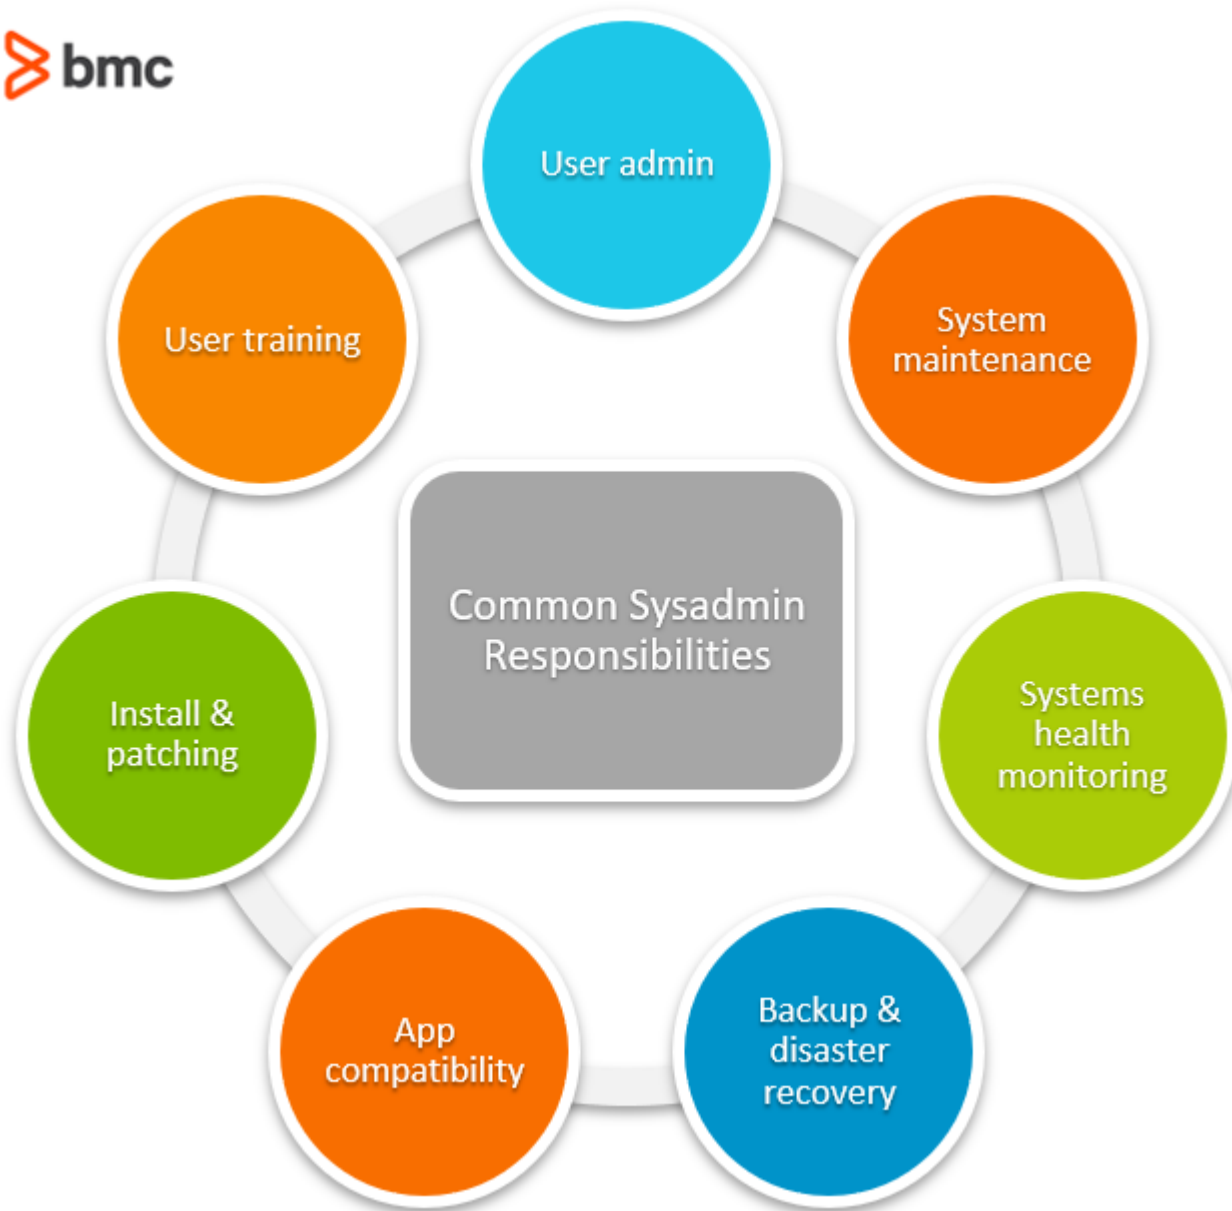 bmc
User admin
System
maintenance
Systems
health
monitoring
Backup &
disaster
recovery
App
compatibility
Install &
patching
User training
Common Sysadmin
Responsibilities